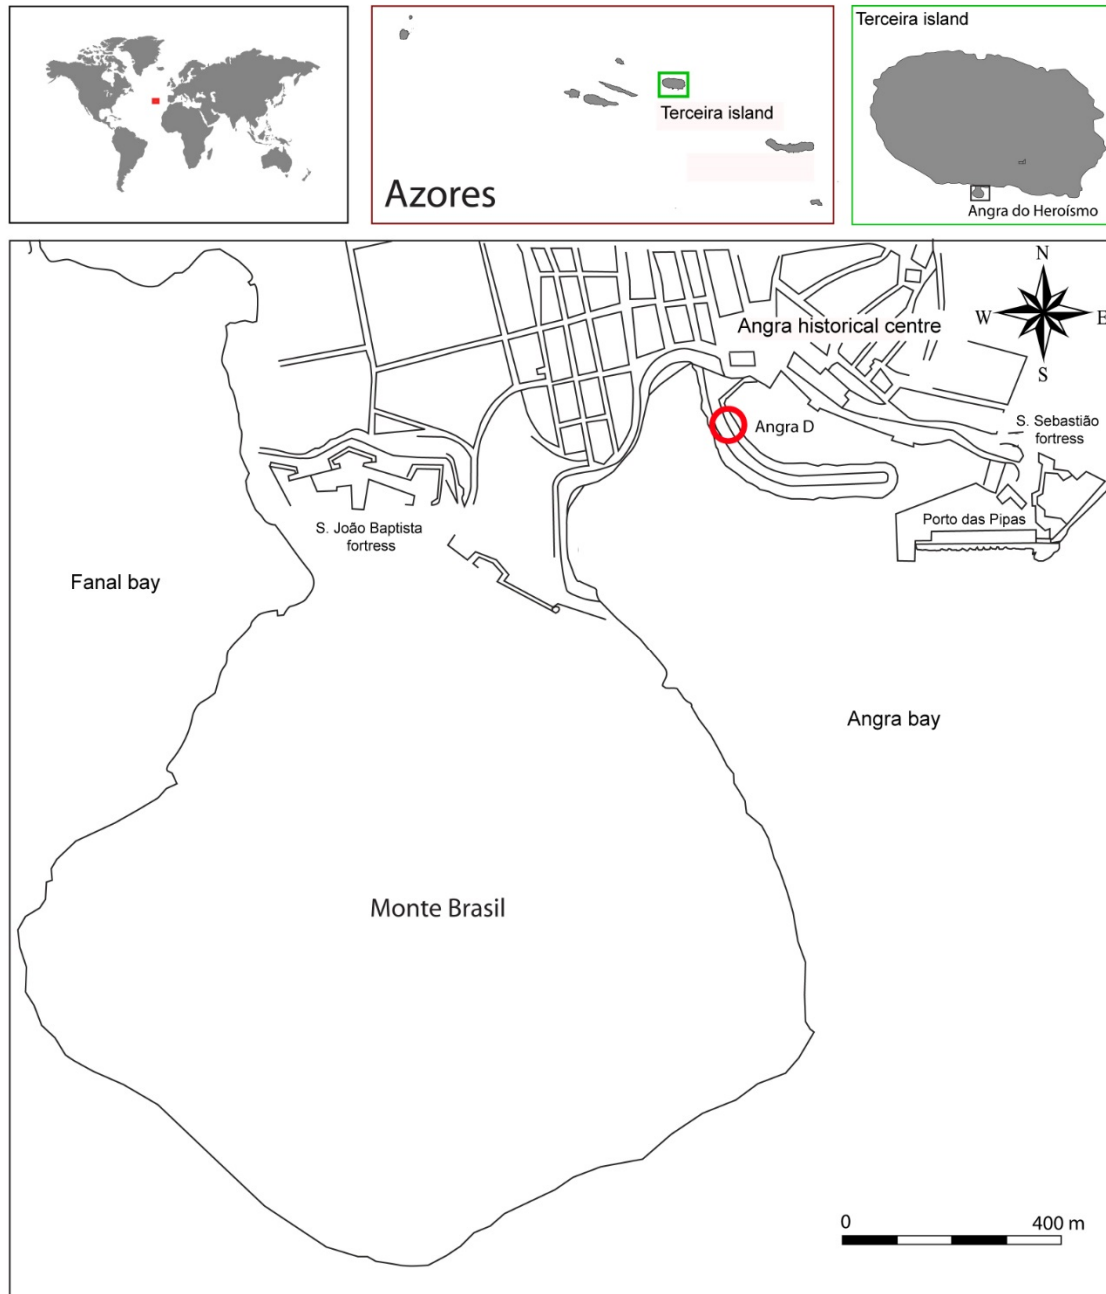 Terceira island
Azores
Terceira island
Angra do Heroísmo
N
W
E
S
Angra historical centre
Angra D
S. Sebastião
fortress
Porto das Pipas
S. João Baptista
fortress
Fanal bay
Angra bay
Monte Brasil
0
400 m